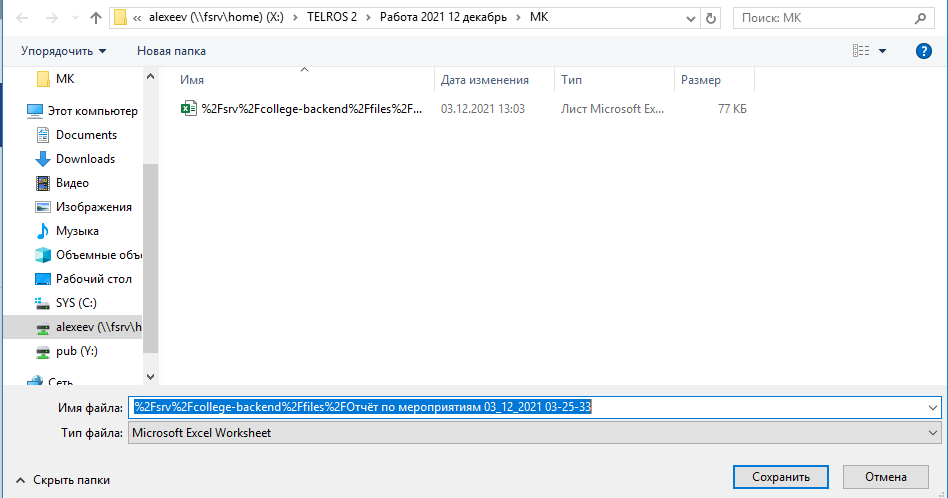 « alexeev (\\fsrv\home) (X:) > TELROS 2 > Работа 2021 12 декабрь > МК
Поиск: МК
Упорядочить
Новая папка
?
МК
Этот компьютер
Documents
Downloads
Видео
Изображения
Музыка
Объемные объ
Рабочий стол
SYS (C:)
alexeev (\\fsrv\h
pub (Y:)
Сеть
Имя Дата изменения Тип Размер
%2Fsrv%2Fcollege-backend%2Ffiles%2F... 03.12.2021 13:03 Лист Microsoft Ex... 77 КБ
Имя файла: %2Fsrv%2Fcollege-backend%2Ffiles%2FОтчёт по мероприятиям 03_12_2021 03-25-33
Тип файла: Microsoft Excel Worksheet
Скрыть папки
Сохранить
Отмена